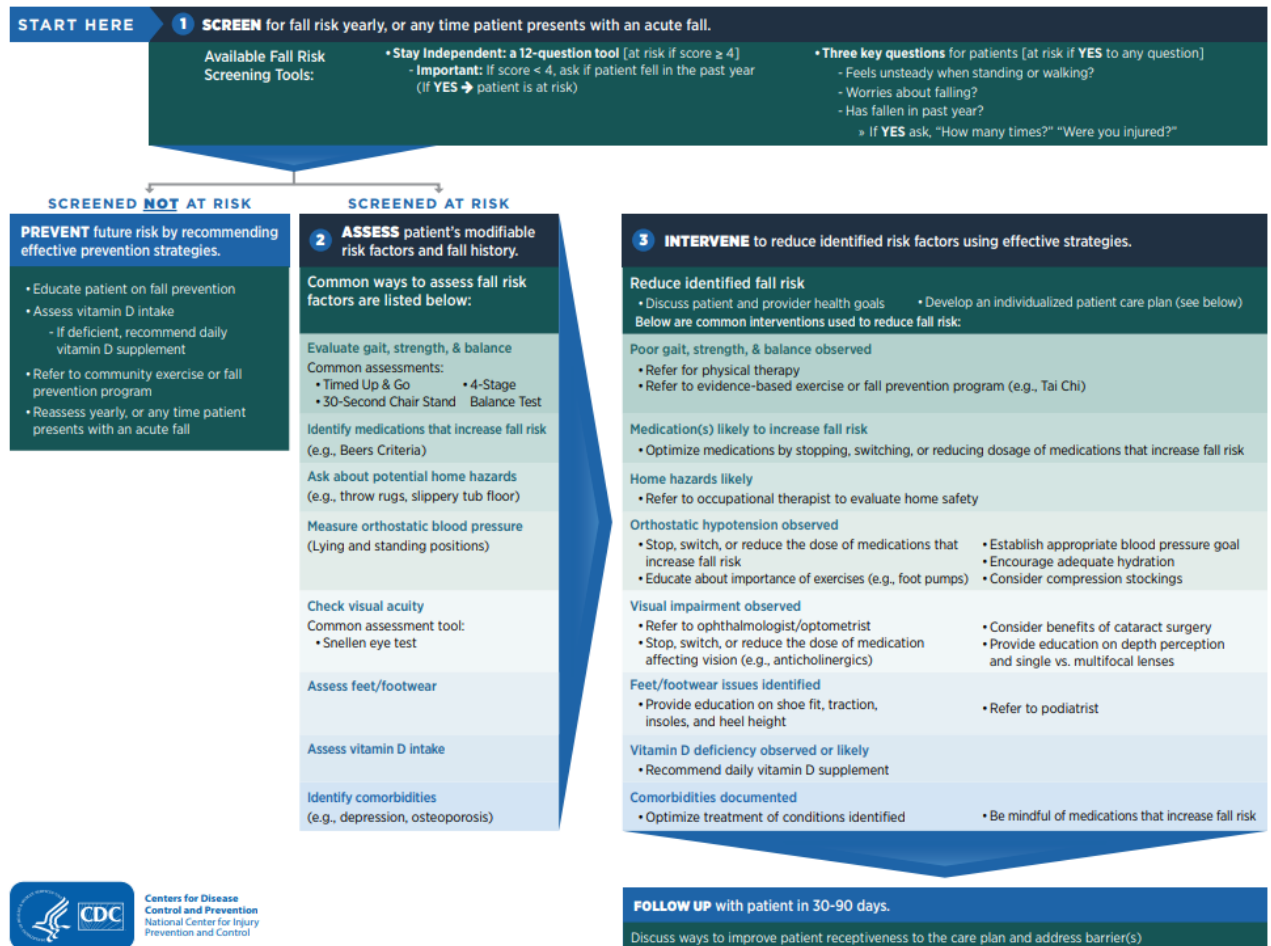 START HERE
1 SCREEN for fall risk yearly, or any time patient presents with an acute fall.
Available Fall Risk
Screening Tools:
• Stay Independent: a 12-question tool [at risk if score ≥ 4]
- Important: If score < 4, ask if patient fell in the past year
(If YES ➔ patient is at risk)
• Three key questions for patients [at risk if YES to any question]
- Feels unsteady when standing or walking?
- Worries about falling?
- Has fallen in past year?
» If YES ask, “How many times?” “Were you injured?”
SCREENED NOT AT RISK
PREVENT future risk by recommending
effective prevention strategies.
• Educate patient on fall prevention
• Assess vitamin D intake
- If deficient, recommend daily
vitamin D supplement
• Refer to community exercise or fall
prevention program
• Reassess yearly, or any time patient
presents with an acute fall
SCREENED AT RISK
2 ASSESS patient’s modifiable
risk factors and fall history.
Common ways to assess fall risk
factors are listed below:
Evaluate gait, strength, & balance
Common assessments:
• Timed Up & Go • 4-Stage
• 30-Second Chair Stand Balance Test
Identify medications that increase fall risk
(e.g., Beers Criteria)
Ask about potential home hazards
(e.g., throw rugs, slippery tub floor)
Measure orthostatic blood pressure
(Lying and standing positions)
Check visual acuity
Common assessment tool:
• Snellen eye test
Assess feet/footwear
Assess vitamin D intake
Identify comorbidities
(e.g., depression, osteoporosis)
3 INTERVENE to reduce identified risk factors using effective strategies.
Reduce identified fall risk
• Discuss patient and provider health goals • Develop an individualized patient care plan (see below)
Below are common interventions used to reduce fall risk:
Poor gait, strength, & balance observed
• Refer for physical therapy
• Refer to evidence-based exercise or fall prevention program (e.g., Tai Chi)
Medication(s) likely to increase fall risk
• Optimize medications by stopping, switching, or reducing dosage of medications that increase fall risk
Home hazards likely
• Refer to occupational therapist to evaluate home safety
Orthostatic hypotension observed
• Stop, switch, or reduce the dose of medications that
increase fall risk
• Educate about importance of exercises (e.g., foot pumps)
• Establish appropriate blood pressure goal
• Encourage adequate hydration
• Consider compression stockings
Visual impairment observed
• Refer to ophthalmologist/optometrist
• Stop, switch, or reduce the dose of medication
affecting vision (e.g., anticholinergics)
• Consider benefits of cataract surgery
• Provide education on depth perception
and single vs. multifocal lenses
Feet/footwear issues identified
• Provide education on shoe fit, traction,
insoles, and heel height
• Refer to podiatrist
Vitamin D deficiency observed or likely
• Recommend daily vitamin D supplement
Comorbidities documented
• Optimize treatment of conditions identified
• Be mindful of medications that increase fall risk
FOLLOW UP with patient in 30-90 days.
Discuss ways to improve patient receptiveness to the care plan and address barrier(s)
CDC
Centers for Disease
Control and Prevention
National Center for Injury
Prevention and Control